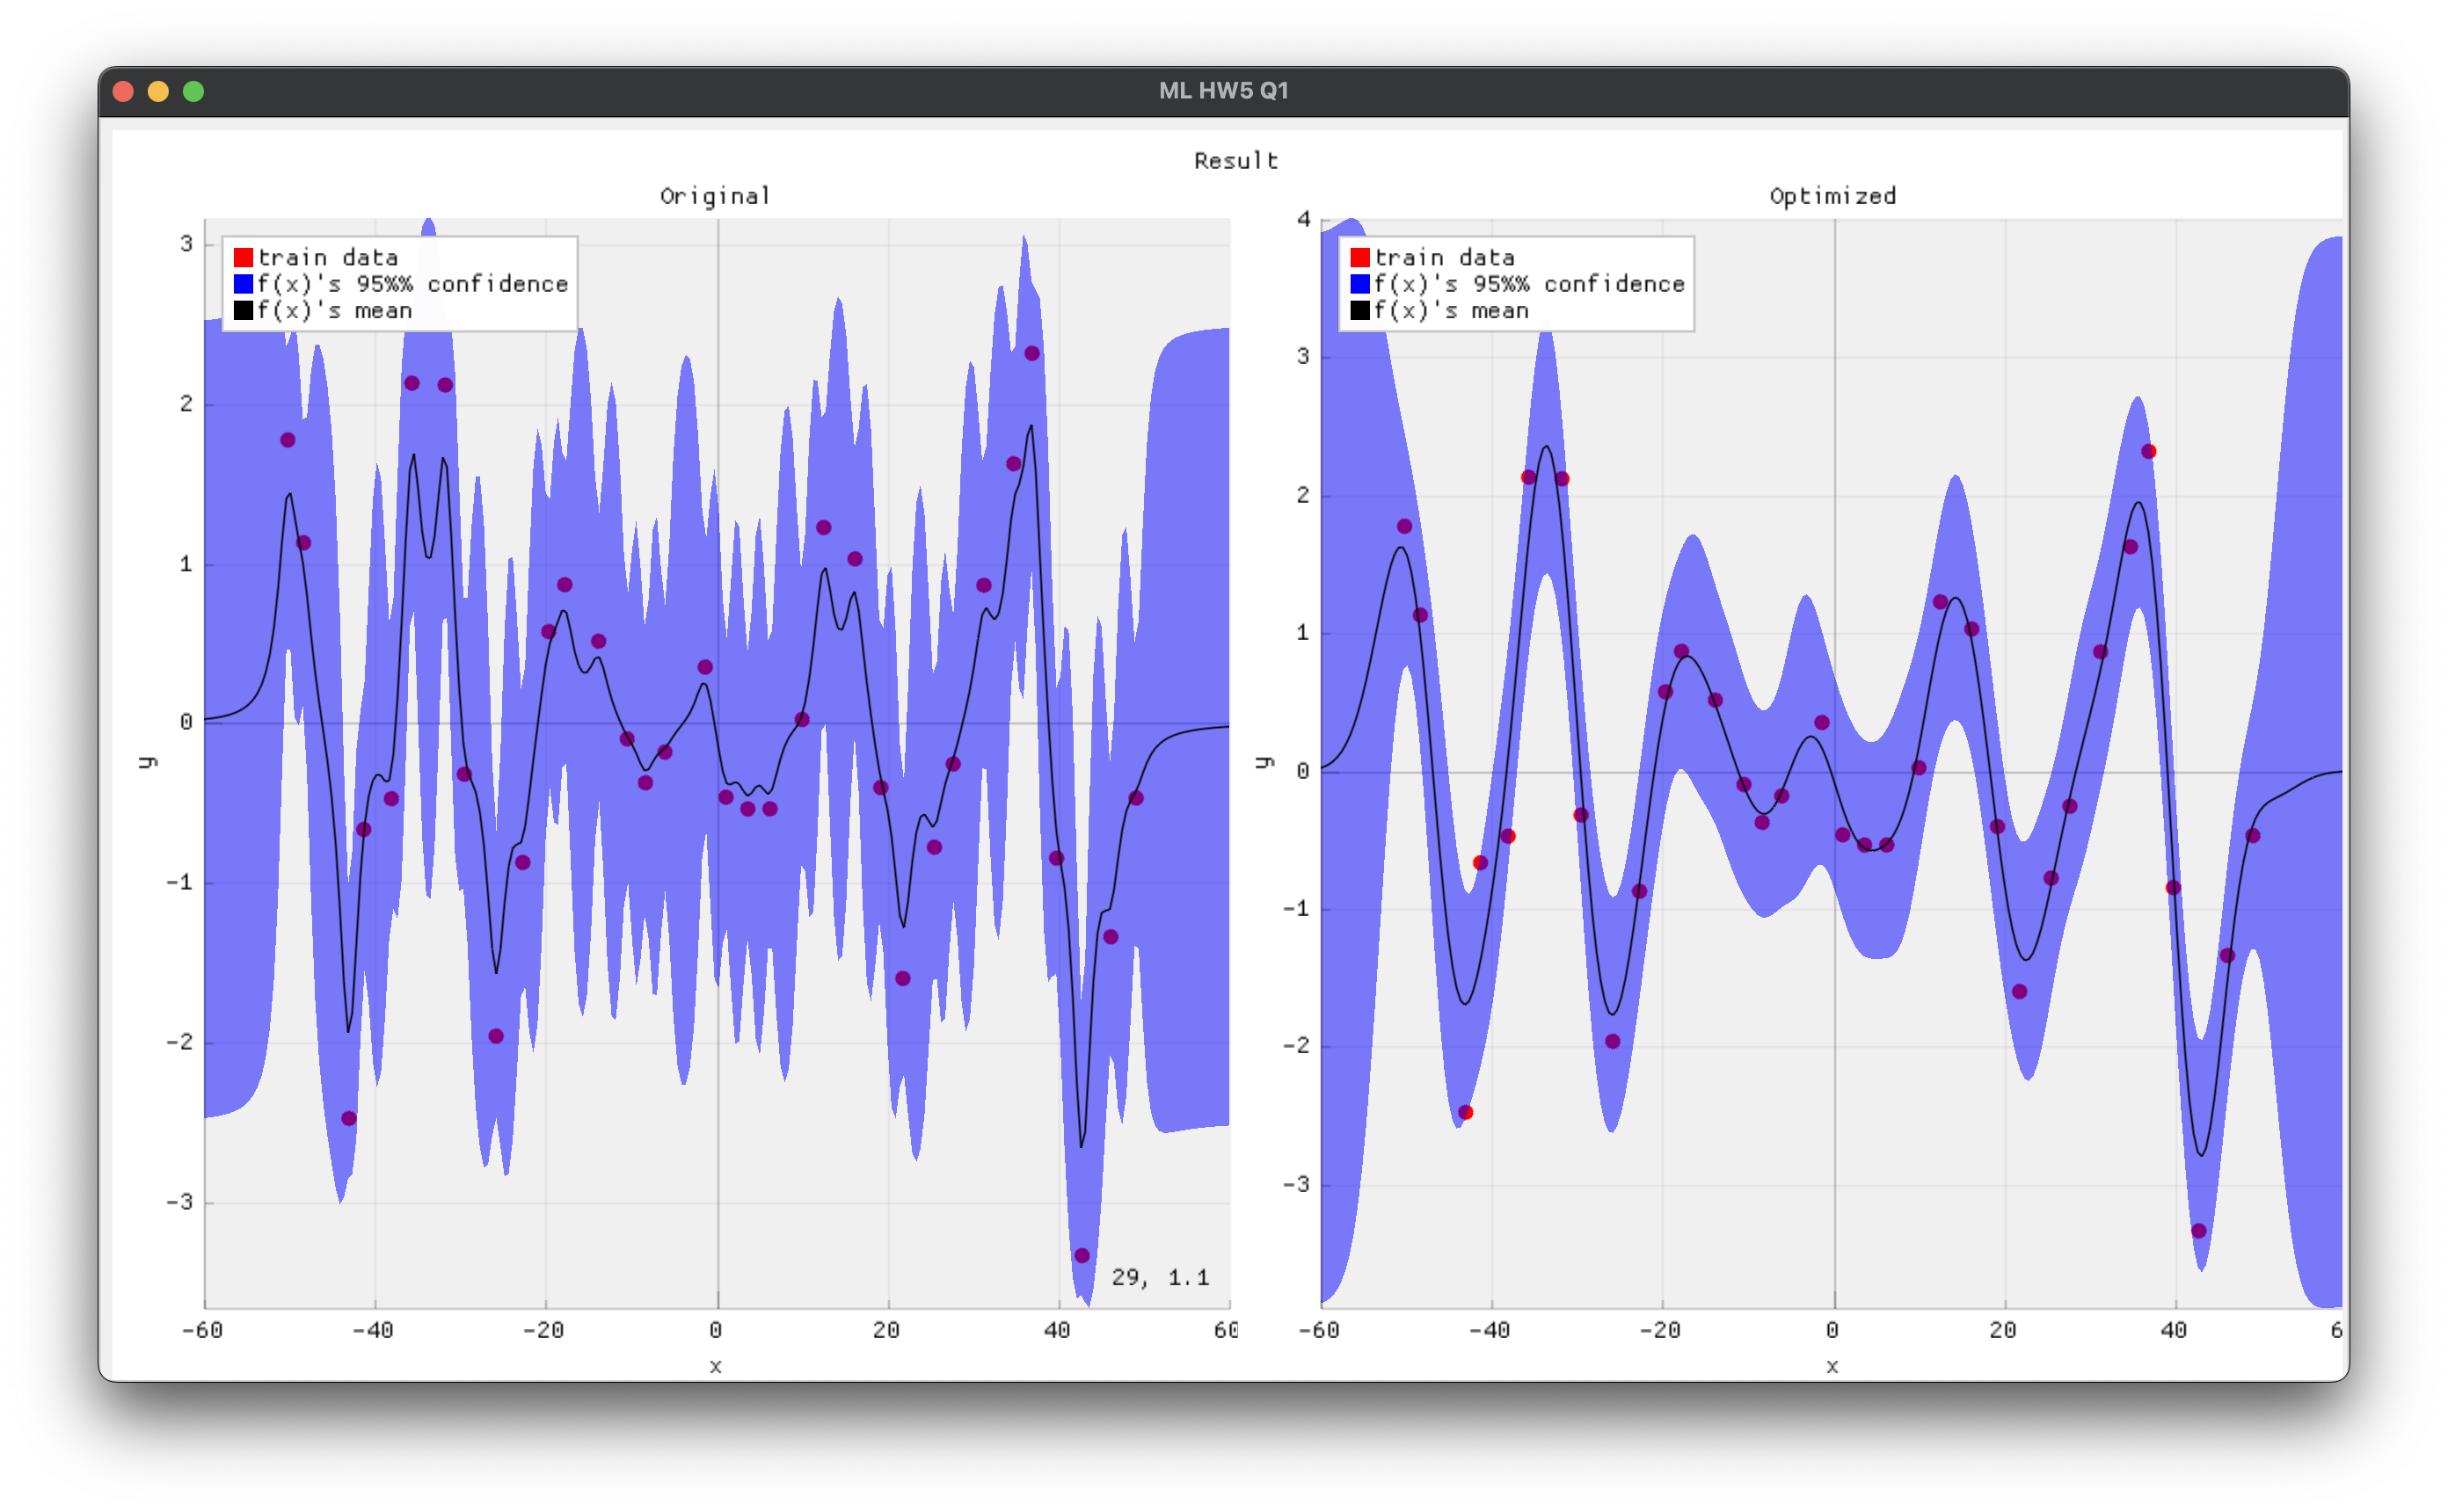 ML HW5 Q1
Result
Original
3
2
1
0
-1
-2
-3
y
train data
f(x)'s 95%% confidence
f(x)'s mean
29, 1.1
-60 -40 -20 0 20 40 60
x
Optimized
4
3
2
1
0
-1
-2
-3
y
train data
f(x)'s 95%% confidence
f(x)'s mean
-60 -40 -20 0 20 40 6
x